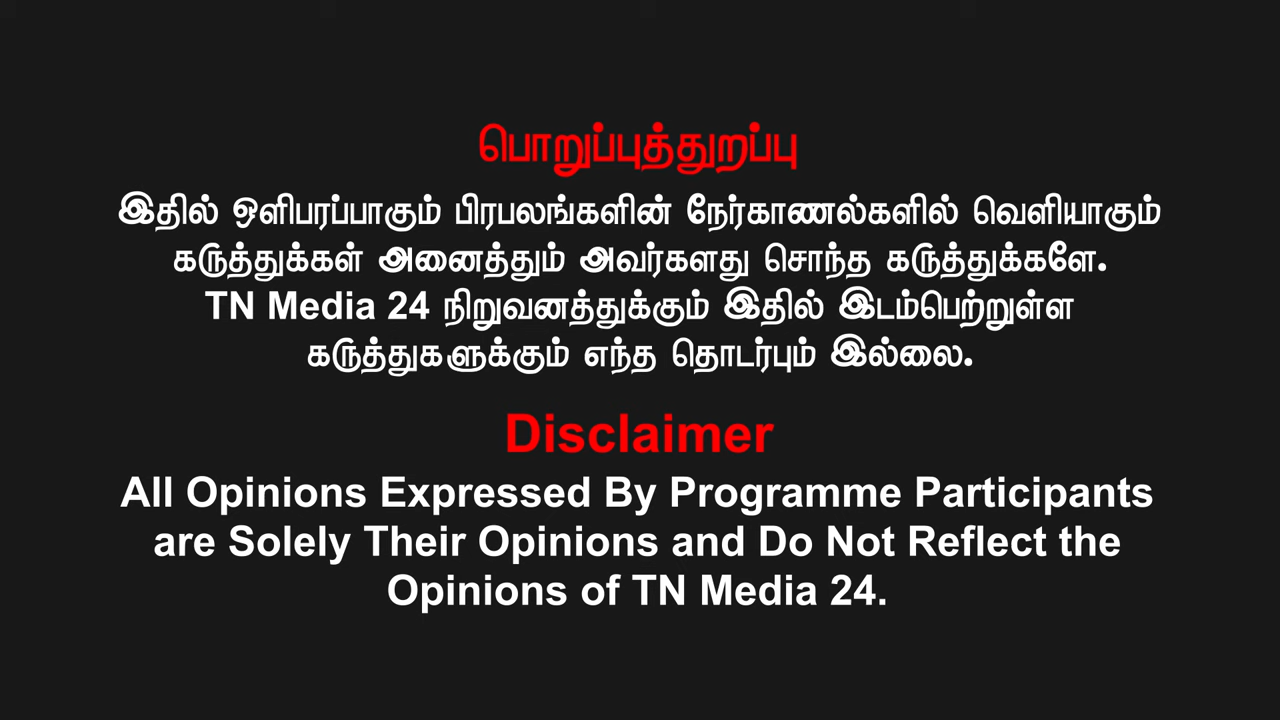 பொறுப்புத்துறப்பு
இதில் ஒளிபரப்பாகும் பிரபலங்களின் நேர்காணல்களில் வெளியாகும்
கருத்துக்கள் அனைத்தும் அவர்களது சொந்த கருத்துக்களே.
TN Media 24 நிறுவனத்துக்கும் இதில் இடம்பெற்றுள்ள
கருத்துகளுக்கும் எந்த தொடர்பும் இல்லை.
Disclaimer
All Opinions Expressed By Programme Participants
are Solely Their Opinions and Do Not Reflect the
Opinions of TN Media 24.